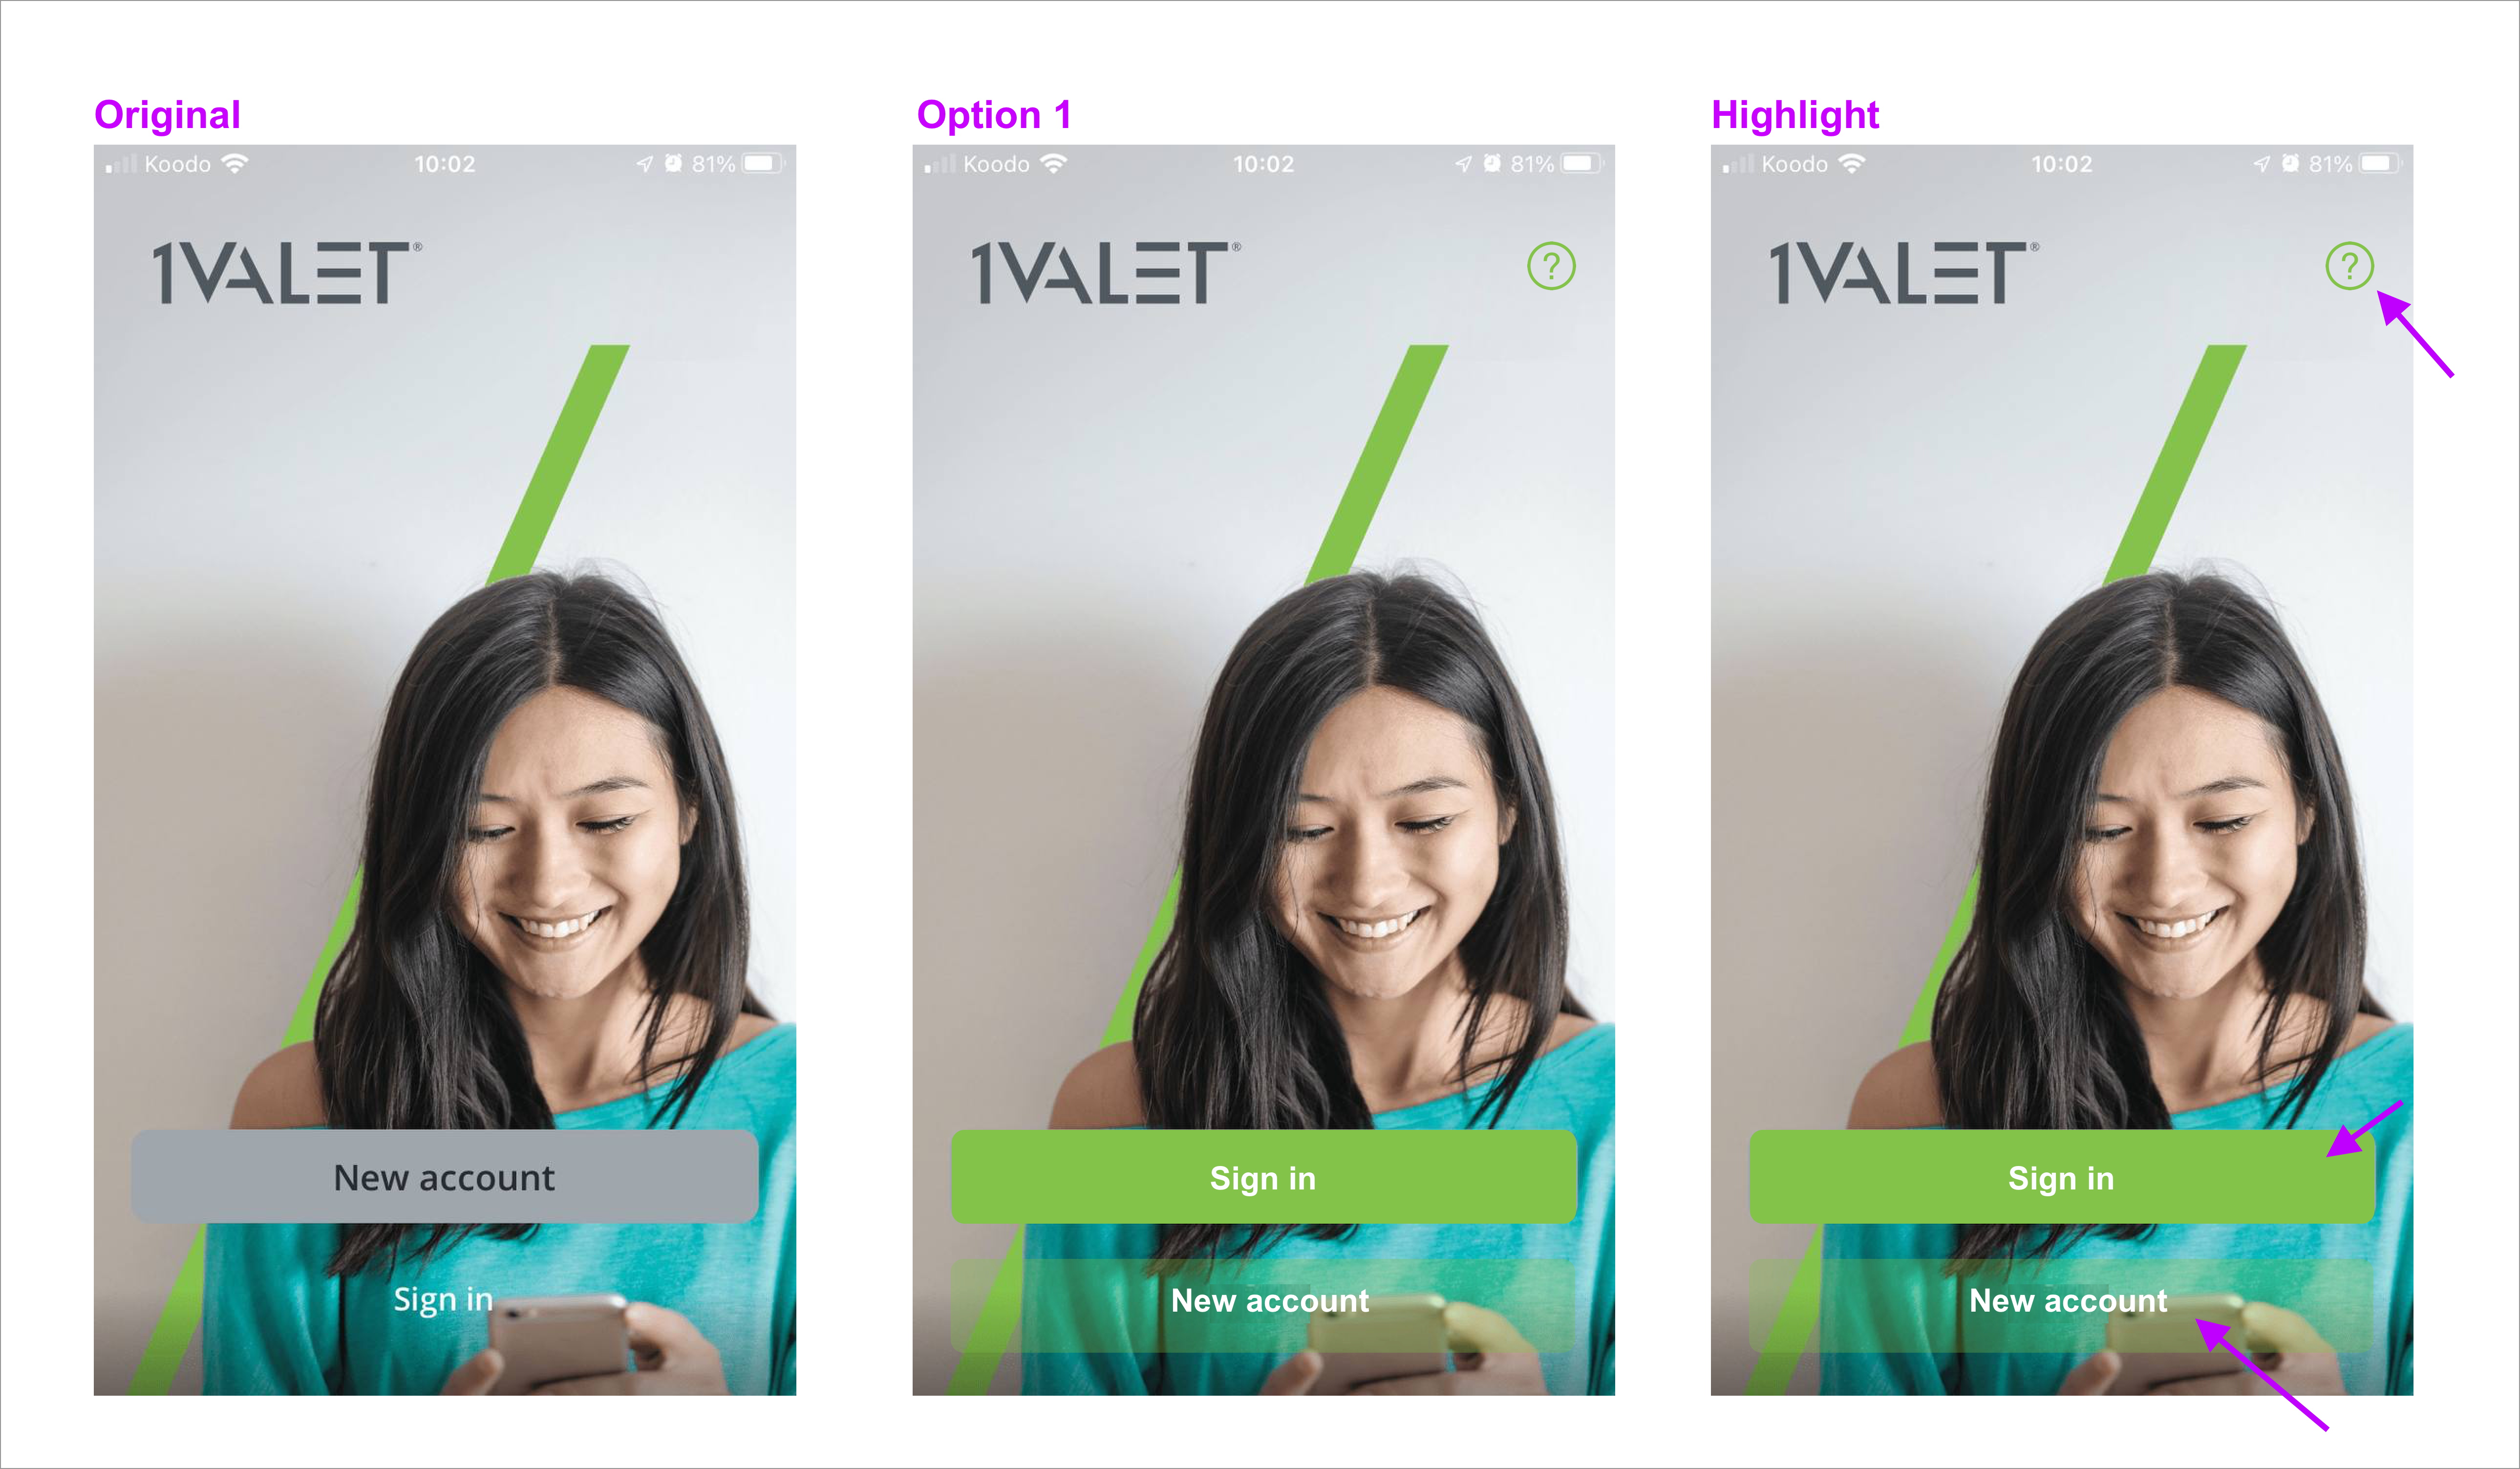 Original
Koodo 10:02 81%
1VALET®
New account
Sign in
Option 1
Koodo 10:02 81%
1VALET®
?
Sign in
New account
Highlight
Koodo 10:02 81%
1VALET®
?
Sign in
New account